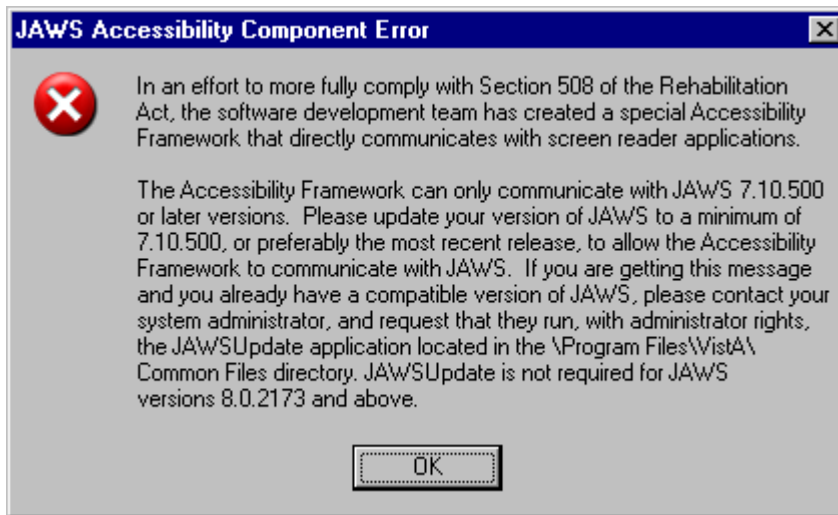 JAWS Accessibility Component Error
In an effort to more fully comply with Section 508 of the Rehabilitation
Act, the software development team has created a special Accessibility
Framework that directly communicates with screen reader applications.
The Accessibility Framework can only communicate with JAWS 7.10.500
or later versions.  Please update your version of JAWS to a minimum of
7.10.500, or preferably the most recent release, to allow the Accessibility
Framework to communicate with JAWS.  If you are getting this message
and you already have a compatible version of JAWS, please contact your
system administrator, and request that they run, with administrator rights,
the JAWSUpdate application located in the \Program Files\VistA\
Common Files directory. JAWSUpdate is not required for JAWS
versions 8.0.2173 and above.
OK